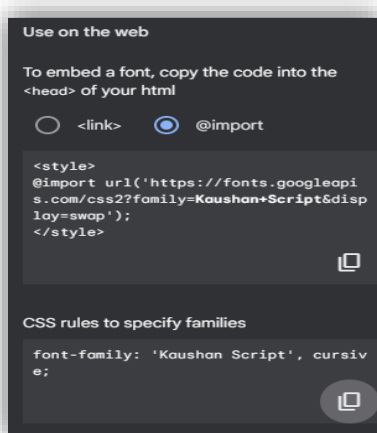 Use on the web
To embed a font, copy the code into the
<head> of your html
<link>
@import
<style>
@import url('https://fonts.googleapi
s.com/css2?family=Kaushan+Script&disp
lay=swap');
</style>
CSS rules to specify families
font-family: 'Kaushan Script', cursiv
e;